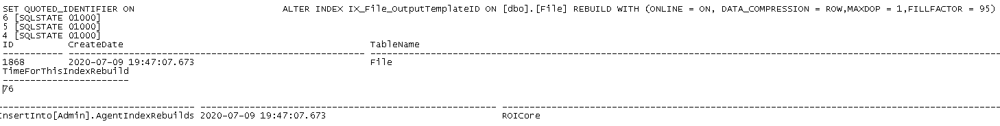 SET QUOTED_IDENTIFIER ON ALTER INDEX IX_File_OutputTemplateID ON [dbo].[File] REBUILD WITH (ONLINE = ON, DATA_COMPRESSION = ROW,MAXDOP = 1,FILLFACTOR = 95)
6 [SQLSTATE 01000]
5 [SQLSTATE 01000]
4 [SQLSTATE 01000]
ID CreateDate TableName
1868 2020-07-09 19:47:07.673 File
TimeForThisIndexRebuild
76
InsertInto[Admin].AgentIndexRebuilds 2020-07-09 19:47:07.673 ROICore